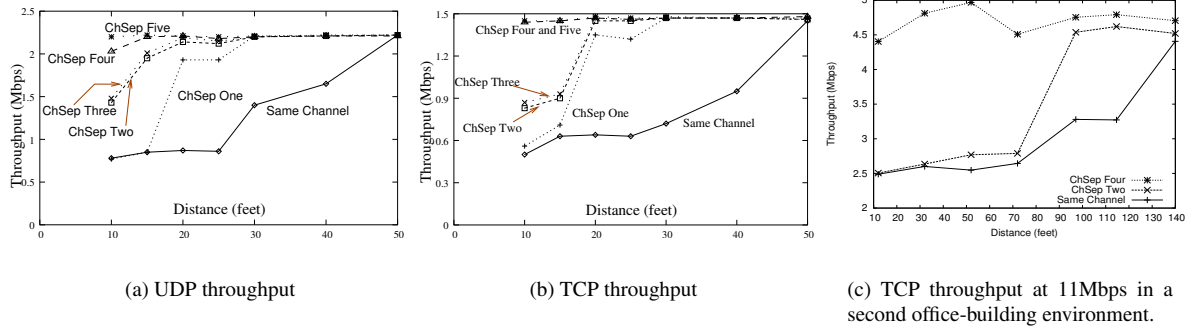 2.5
2
1.5
1
0.5
0
Throughput (Mbps)
ChSep Five
ChSep Four
ChSep Three
ChSep Two
ChSep One
Same Channel
Distance (feet)
0 10 20 30 40 50
(a) UDP throughput
1.5
1.2
0.9
0.6
0.3
0
Throughput (Mbps)
ChSep Four and Five
ChSep Three
ChSep Two
ChSep One
Same Channel
Distance (feet)
0 10 20 30 40 50
(b) TCP throughput
5
4.5
4
3.5
3
2.5
2
Throughput (Mbps)
ChSep Four
ChSep Two
Same Channel
10 20 30 40 50 60 70 80 90 100 110 120 130 140
Distance (feet)
(c) TCP throughput at 11Mbps in a
second office-building environment.